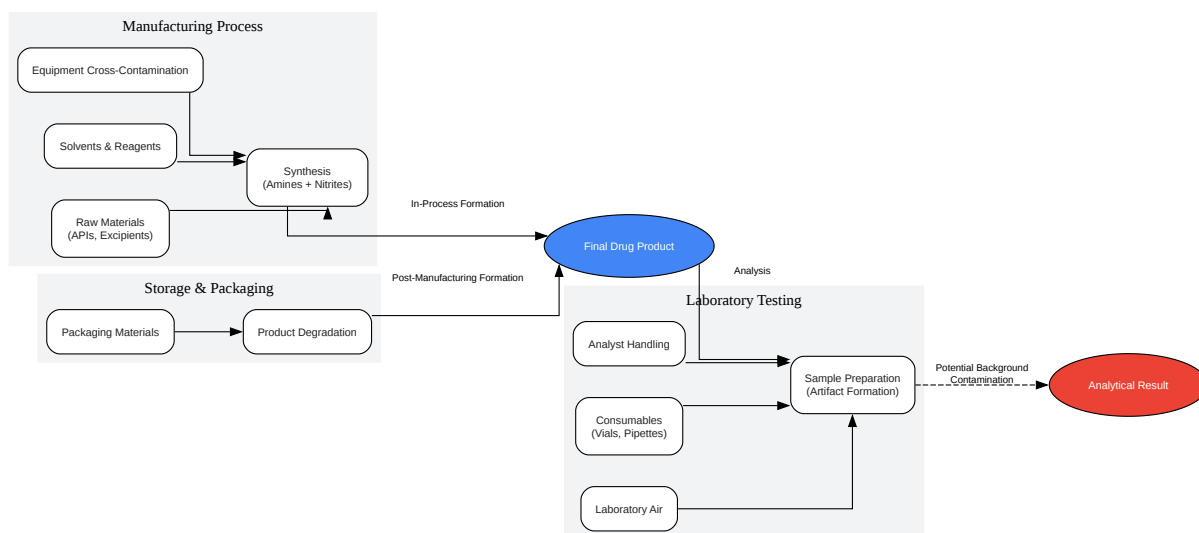 Manufacturing Process
Equipment Cross-Contamination
Solvents & Reagents
Synthesis
(Amines + Nitrites)
Raw Materials
(APIs, Excipients)
In-Process Formation
Final Drug Product
Post-Manufacturing Formation
Analysis
Storage & Packaging
Packaging Materials
Product Degradation
Laboratory Testing
Analyst Handling
Sample Preparation
(Artifact Formation)
Potential Background
Contamination
Analytical Result
Consumables
(Vials, Pipettes)
Laboratory Air